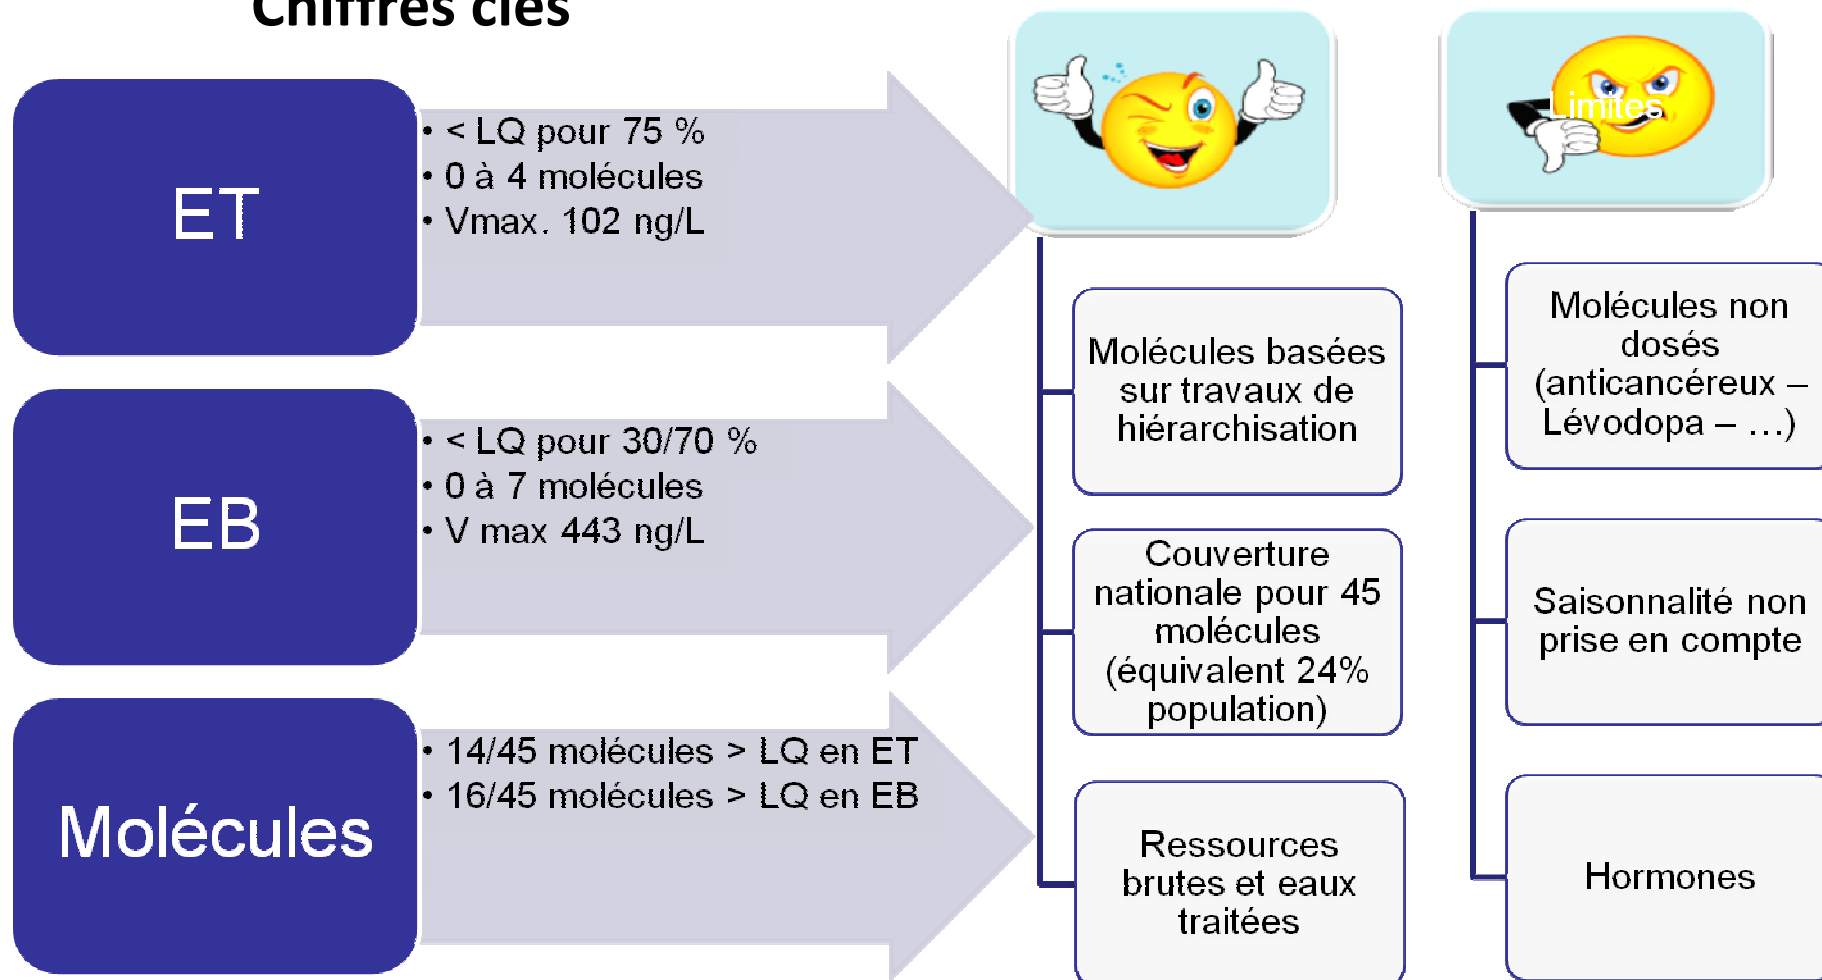 Chiffres clés
ET
• < LQ pour 75 %
• 0 à 4 molécules
• Vmax. 102 ng/L
EB
• < LQ pour 30/70 %
• 0 à 7 molécules
• V max 443 ng/L
Molécules
• 14/45 molécules > LQ en ET
• 16/45 molécules > LQ en EB
Molécules basées
sur travaux de
hiérarchisation
Couverture
nationale pour 45
molécules
(équivalent 24%
population)
Ressources
brutes et eaux
traitées
Limites
Molécules non
dosés
(anticancéreux –
Lévodopa – …)
Saisonnalité non
prise en compte
Hormones